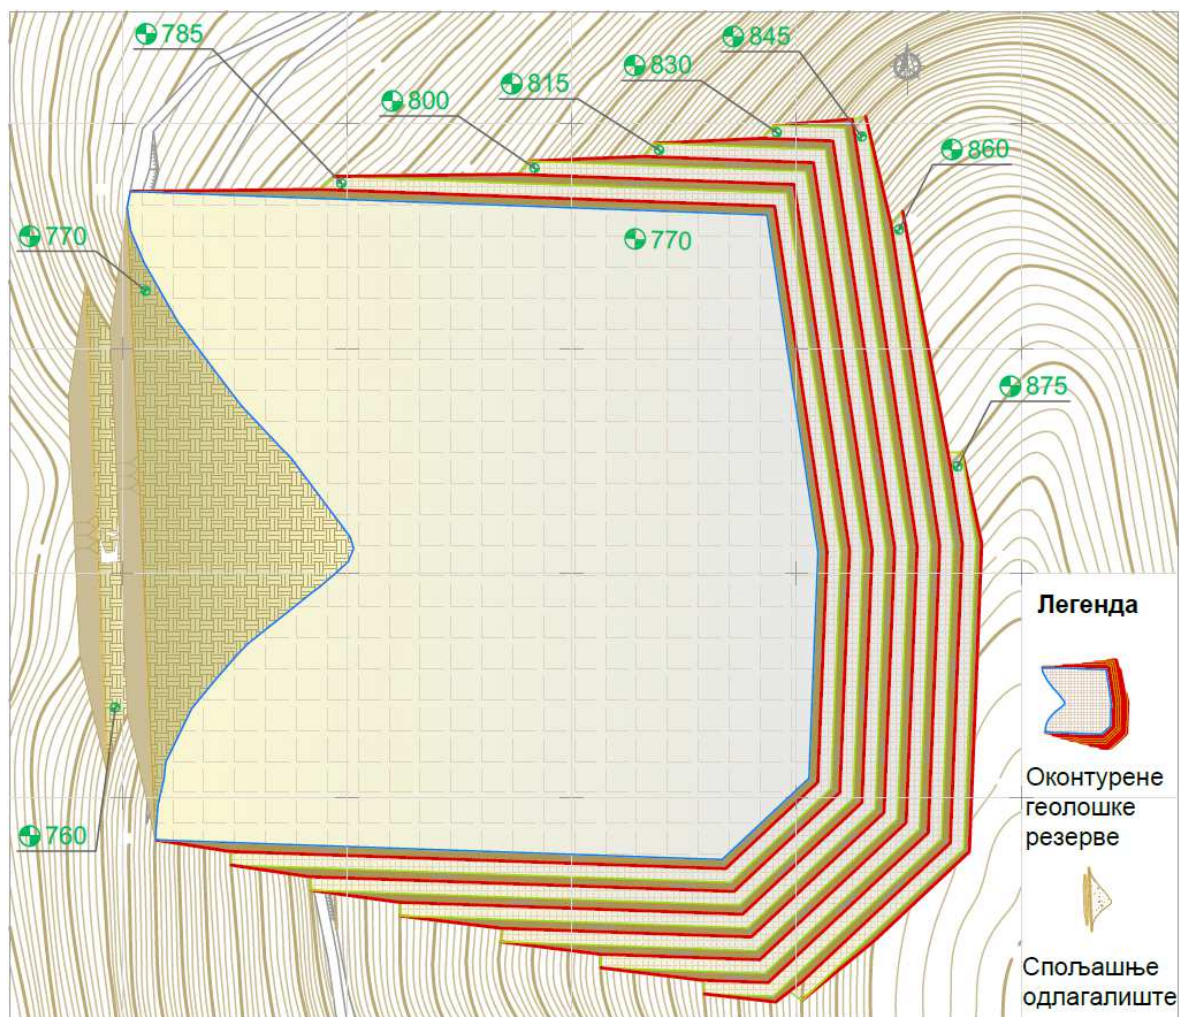 785
845
830
815
800
860
770
770
875
Легенда
Оконтурене
геолошке
резерве
760
Спољашње
одлагалиште